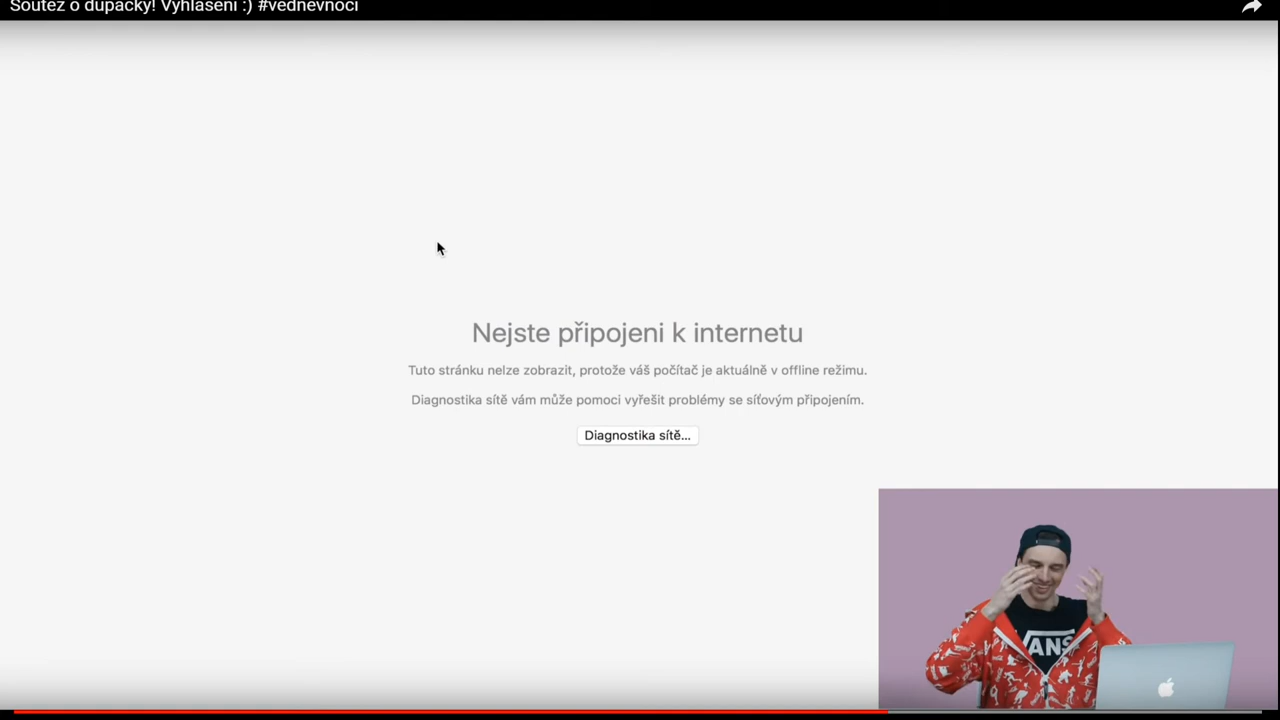 Soutěž o dupačky! Vyhlášení :) #vednevnoci
Nejste připojeni k internetu
Tuto stránku nelze zobrazit, protože váš počítač je aktuálně v offline režimu.
Diagnostika sítě vám může pomoci vyřešit problémy se síťovým připojením.
Diagnostika sítě...
VANS